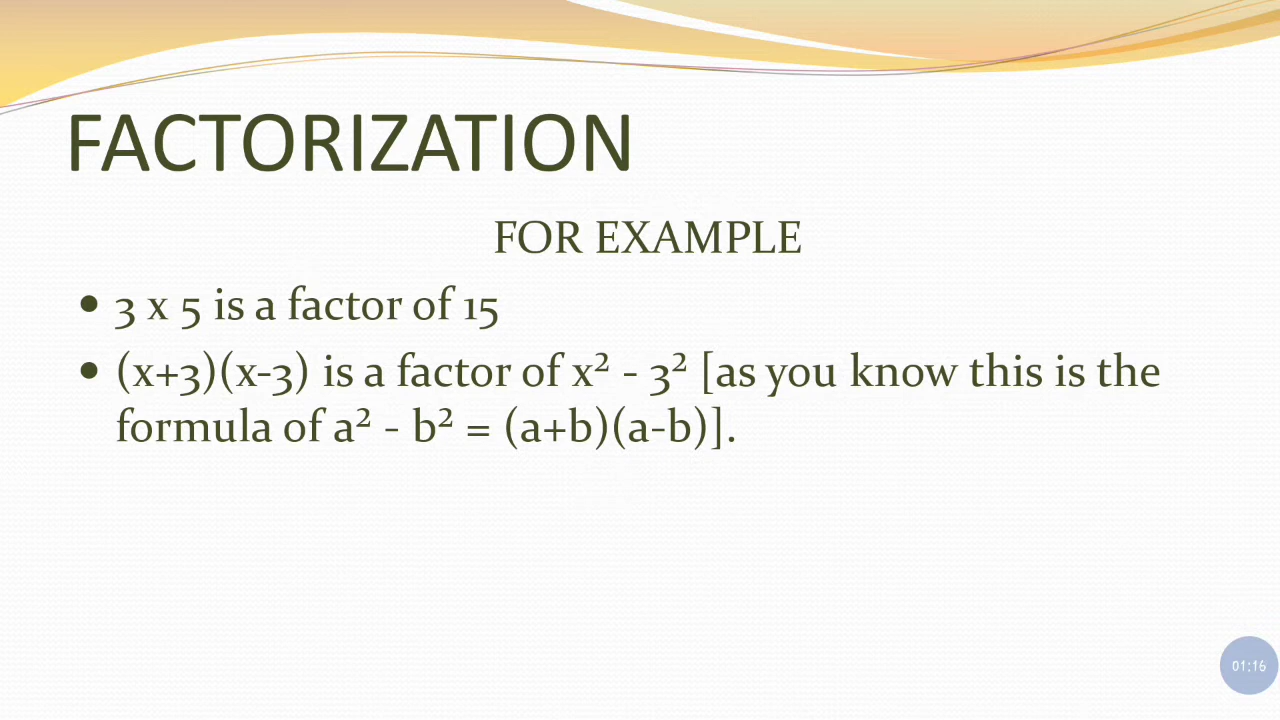 FACTORIZATION
FOR EXAMPLE
• 3 x 5 is a factor of 15
• (x+3)(x-3) is a factor of x² - 3² [as you know this is the
formula of a² - b² = (a+b)(a-b)].
01:16